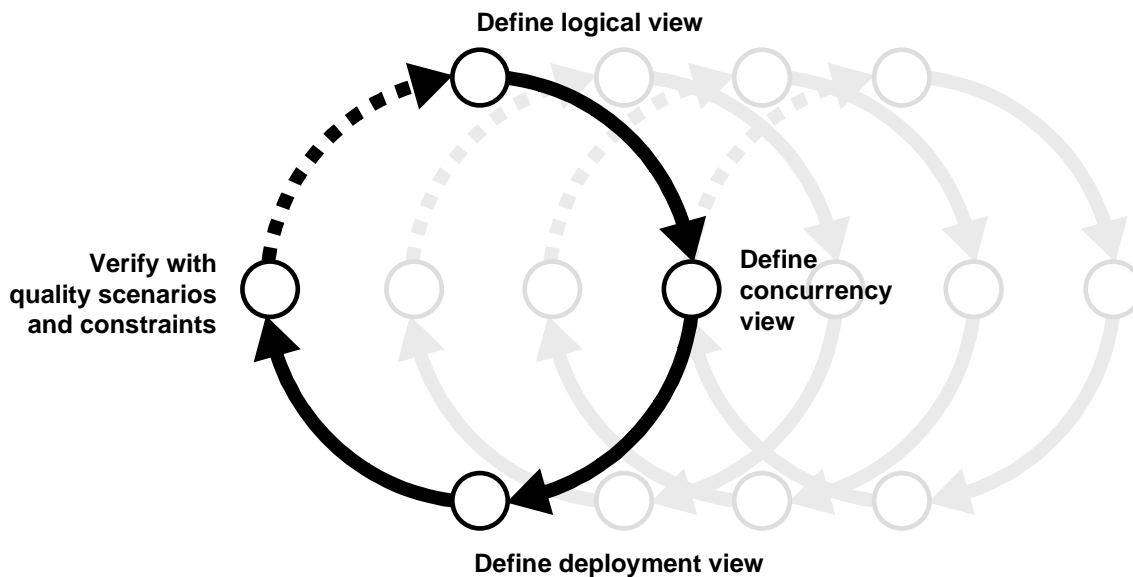 Define logical view
Verify with
quality scenarios
and constraints
Define
concurrency
view
Define deployment view